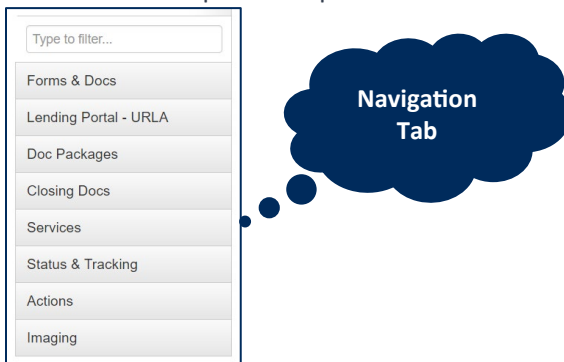 Type to filter...
Forms & Docs
Lending Portal - URLA
Doc Packages
Closing Docs
Services
Status & Tracking
Actions
Imaging
Navigation
Tab